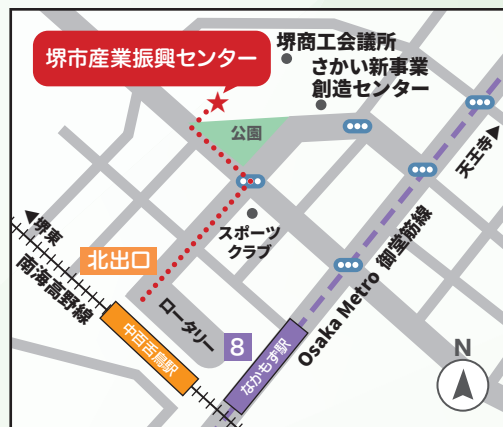 堺市産業振興センター
堺商工会議所
さかい新事業
創造センター
公園
天王寺
スポーツ
クラブ
堺東
北出口
南海高野線
ロータリー
8
中百舌鳥駅
なかもず駅
Osaka Metro 御堂筋線
N